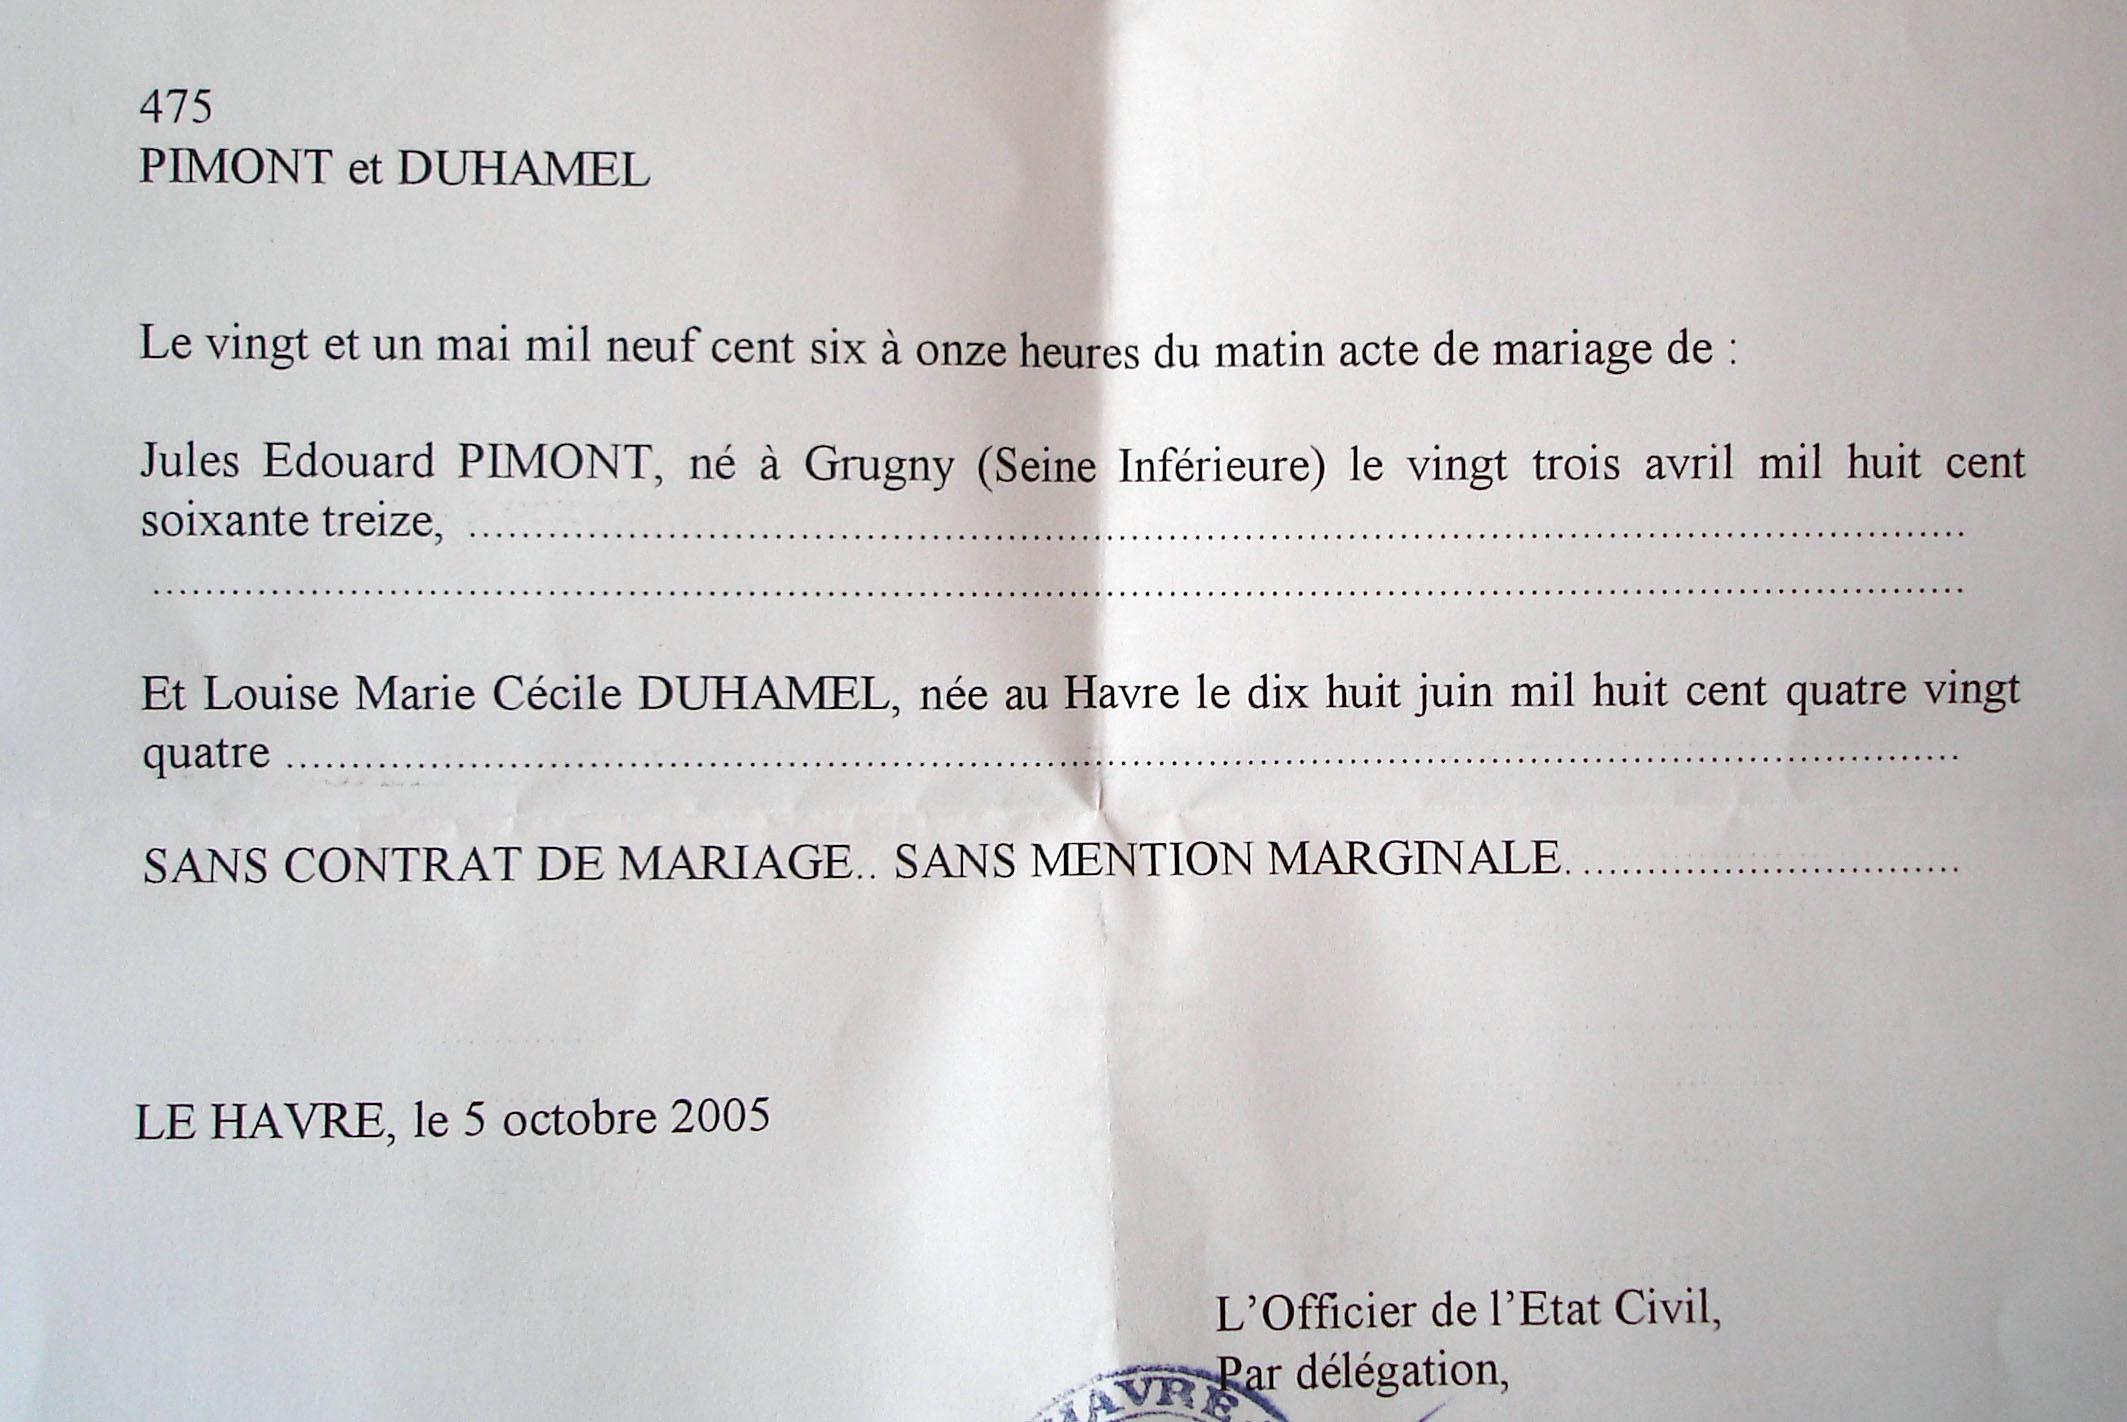 475
PIMONT et DUHAMEL
Le vingt et un mai mil neuf cent six à onze heures du matin acte de mariage de :
Jules Edouard PIMONT, né à Grugny (Seine Inférieure) le vingt trois avril mil huit cent
soixante treize, ..........................................................................................................................
....................................................................................................................................................
Et Louise Marie Cécile DUHAMEL, née au Havre le dix huit juin mil huit cent quatre vingt
quatre ........................................................................................................................................
SANS CONTRAT DE MARIAGE.. SANS MENTION MARGINALE. ..............................
LE HAVRE, le 5 octobre 2005
L’Officier de l’Etat Civil,
Par délégation,
HAVRE